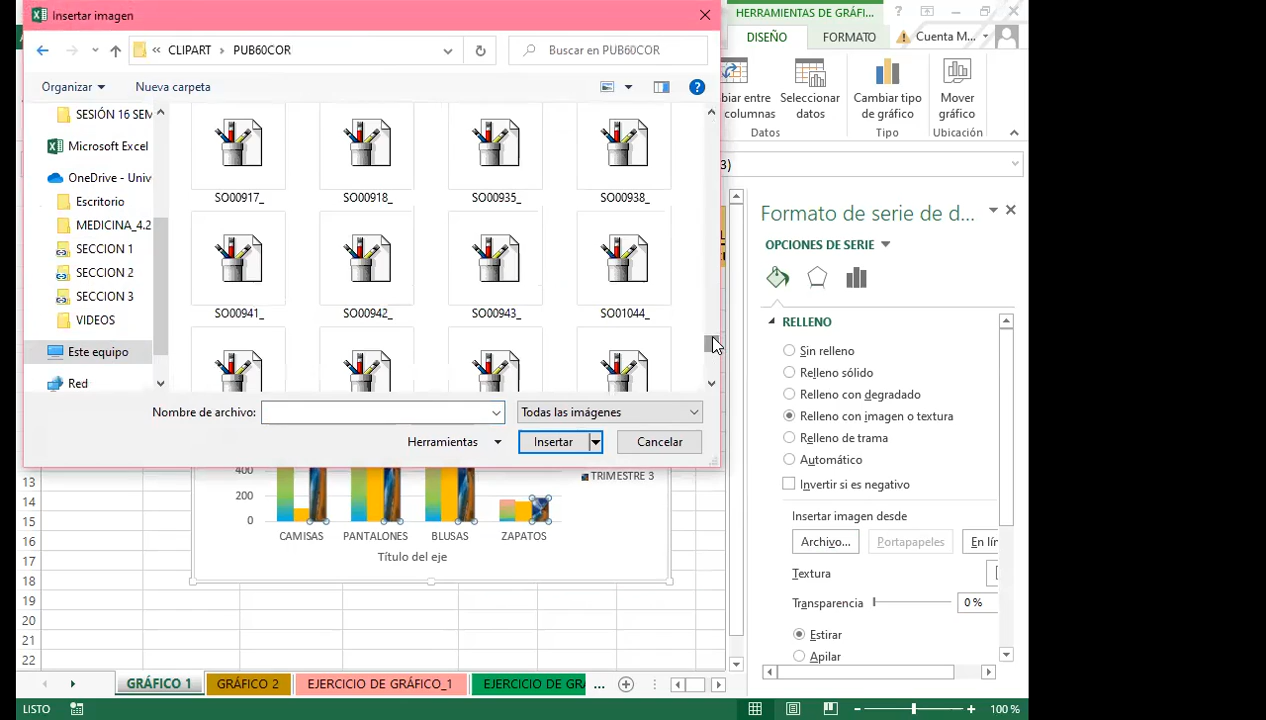 Insertar imagen
HERRAMIENTAS DE GRÁFI...
DISEÑO
FORMATO
Cuenta M...
CLIPART
PUB60COR
Buscar en PUB60COR
Organizar
Nueva carpeta
entre
columnas
Seleccionar
datos
Cambiar tipo
de gráfico
Mover
gráfico
Datos
Tipo
Ubicación
3)
SESIÓN 16 SEM
Microsoft Excel
OneDrive - Univ
Escritorio
MEDICINA_4.2
SECCION 1
SECCION 2
SECCION 3
VIDEOS
Este equipo
Red
SO00917_
SO00918_
SO00935_
SO00938_
SO00941_
SO00942_
SO00943_
SO01044_
Nombre de archivo:
Todas las imágenes
Herramientas
Insertar
Cancelar
Formato de serie de d...
OPCIONES DE SERIE
RELLENO
Sin relleno
Relleno sólido
Relleno con degradado
Relleno con imagen o textura
Relleno de trama
Automático
Invertir si es negativo
Insertar imagen desde
Archivo...
Portapapeles
En lín
Textura
Transparencia
0 %
Estirar
Apilar
400
200
0
TRIMESTRE 3
CAMISAS
PANTALONES
BLUSAS
ZAPATOS
Título del eje
13
14
15
16
17
18
19
20
21
22
GRÁFICO 1
GRÁFICO 2
EJERCICIO DE GRÁFICO_1
EJERCICIO DE GRÁ
...
LISTO
100 %